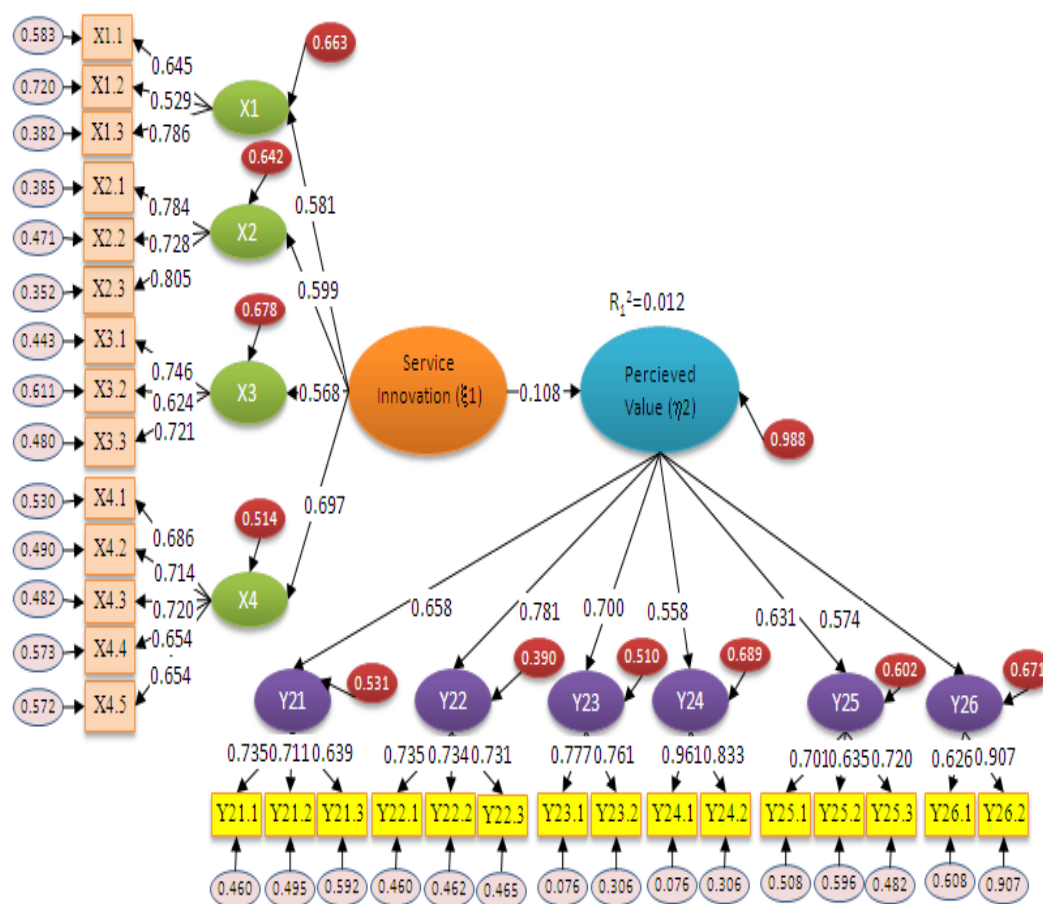 0.583
X1.1
0.645
0.663
0.720
X1.2
0.529
X1
0.382
X1.3
0.786
0.642
0.385
X2.1
0.784
0.581
X2
0.471
X2.2
0.728
0.352
X2.3
0.805
0.599
0.678
R₁²=0.012
0.443
X3.1
0.746
0.611
X3.2
0.624
X3
0.568
Service
Innovation (ξ1)
0.108
Percieved
Value (η2)
0.480
X3.3
0.721
0.988
0.530
X4.1
0.686
0.514
0.697
0.490
X4.2
0.714
0.482
X4.3
0.720
X4
0.573
X4.4
0.654
0.572
X4.5
0.654
0.658
0.781
0.700
0.558
0.631
0.574
Y21
0.531
Y22
0.390
Y23
0.510
Y24
0.689
Y25
0.602
Y26
0.671
0.735 0.711 0.639
0.735 0.734 0.731
0.777 0.761
0.961 0.833
0.701 0.635 0.720
0.626 0.907
Y21.1 Y21.2 Y21.3 Y22.1 Y22.2 Y22.3 Y23.1 Y23.2 Y24.1 Y24.2 Y25.1 Y25.2 Y25.3 Y26.1 Y26.2
0.460 0.495 0.592 0.460 0.462 0.465 0.076 0.306 0.076 0.306 0.508 0.596 0.482 0.608 0.907